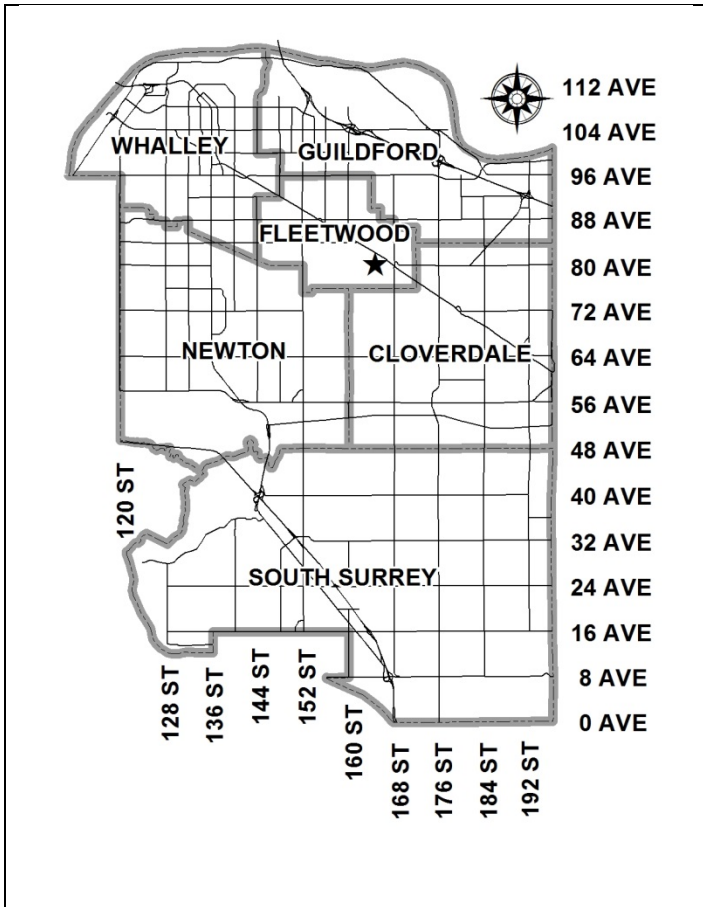 112 AVE
104 AVE
WHALLEY
GUILDFORD
96 AVE
88 AVE
FLEETWOOD
80 AVE
72 AVE
NEWTON
CLOVERDALE
64 AVE
56 AVE
48 AVE
120 ST
40 AVE
32 AVE
SOUTH SURREY
24 AVE
16 AVE
8 AVE
0 AVE
128 ST
136 ST
144 ST
152 ST
160 ST
168 ST
176 ST
184 ST
192 ST